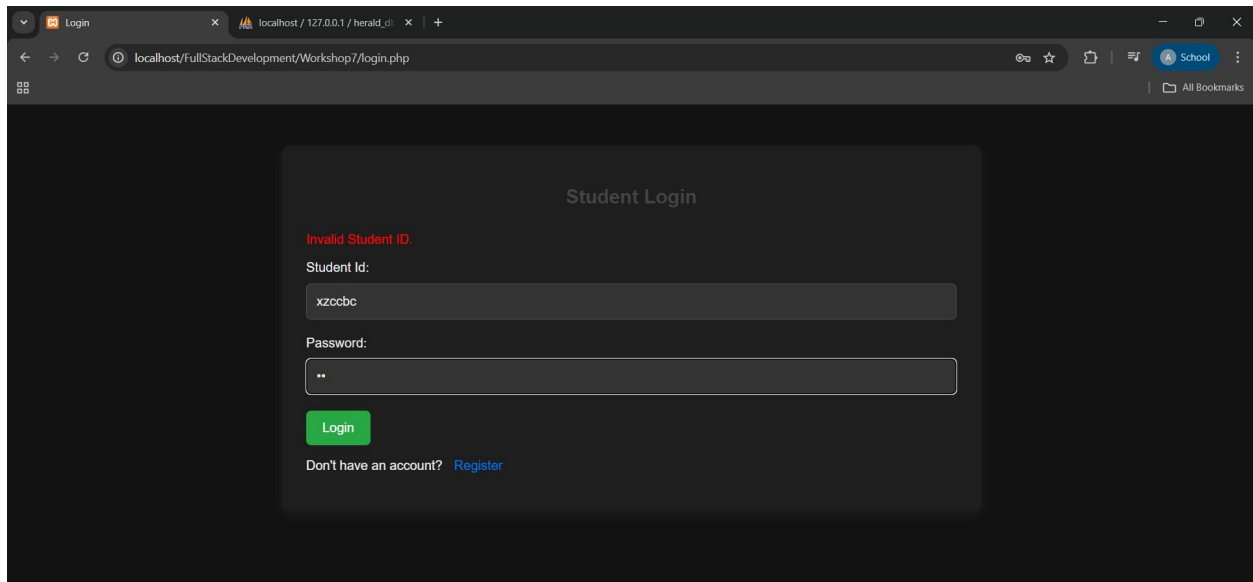 Login
localhost / 127.0.0.1 / herald_d
localhost/FullStackDevelopment/Workshop7/login.php
A School
All Bookmarks
Student Login
Invalid Student ID.
Student Id:
xzccbc
Password:
••
Login
Don't have an account? Register